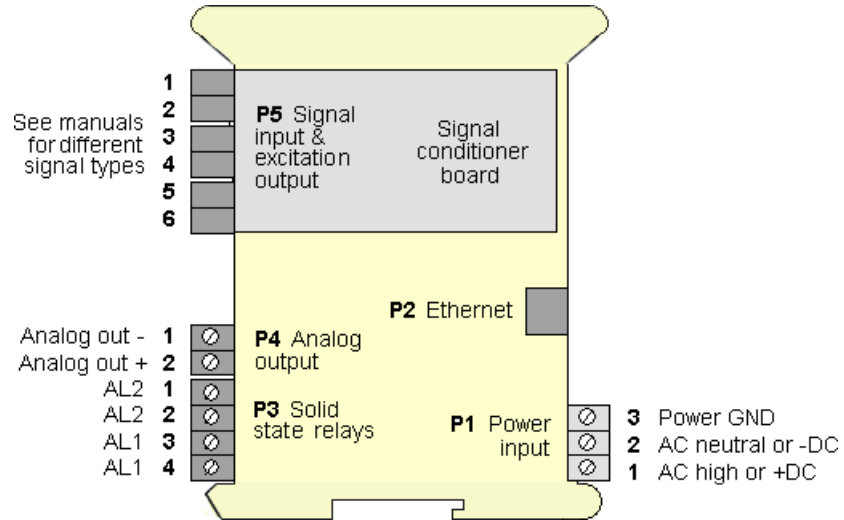 1
2
See manuals
for different
signal types
3
4
5
6
P5 Signal
input &
excitation
output
Signal
conditioner
board
P2 Ethernet
Analog out - 1
Analog out + 2
P4 Analog
output
AL2 1
AL2 2
AL1 3
AL1 4
P3 Solid
state relays
P1 Power
input
3 Power GND
2 AC neutral or -DC
1 AC high or +DC